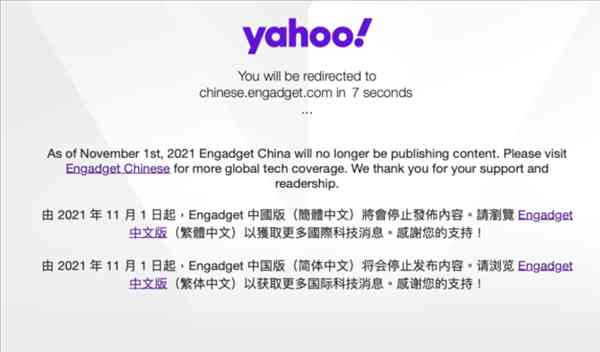 yahoo!
You will be redirected to
chinese.engadget.com in 7 seconds
...
As of November 1st, 2021 Engadget China will no longer be publishing content. Please visit
Engadget Chinese for more global tech coverage. We thank you for your support and
readership.
由 2021 年 11 月 1 日起，Engadget 中國版（簡體中文）將會停止發佈內容。請瀏覽 Engadget
中文版（繁體中文）以獲取更多國際科技消息。感謝您的支持！
由 2021 年 11 月 1 日起，Engadget 中国版（简体中文）将会停止发布内容。请浏览 Engadget
中文版（繁体中文）以获取更多国际科技消息。感谢您的支持！